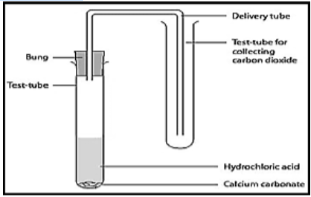 Delivery tube
Bung
Test-tube for
collecting
carbon dioxide
Test-tube
Hydrochloric acid
Calcium carbonate